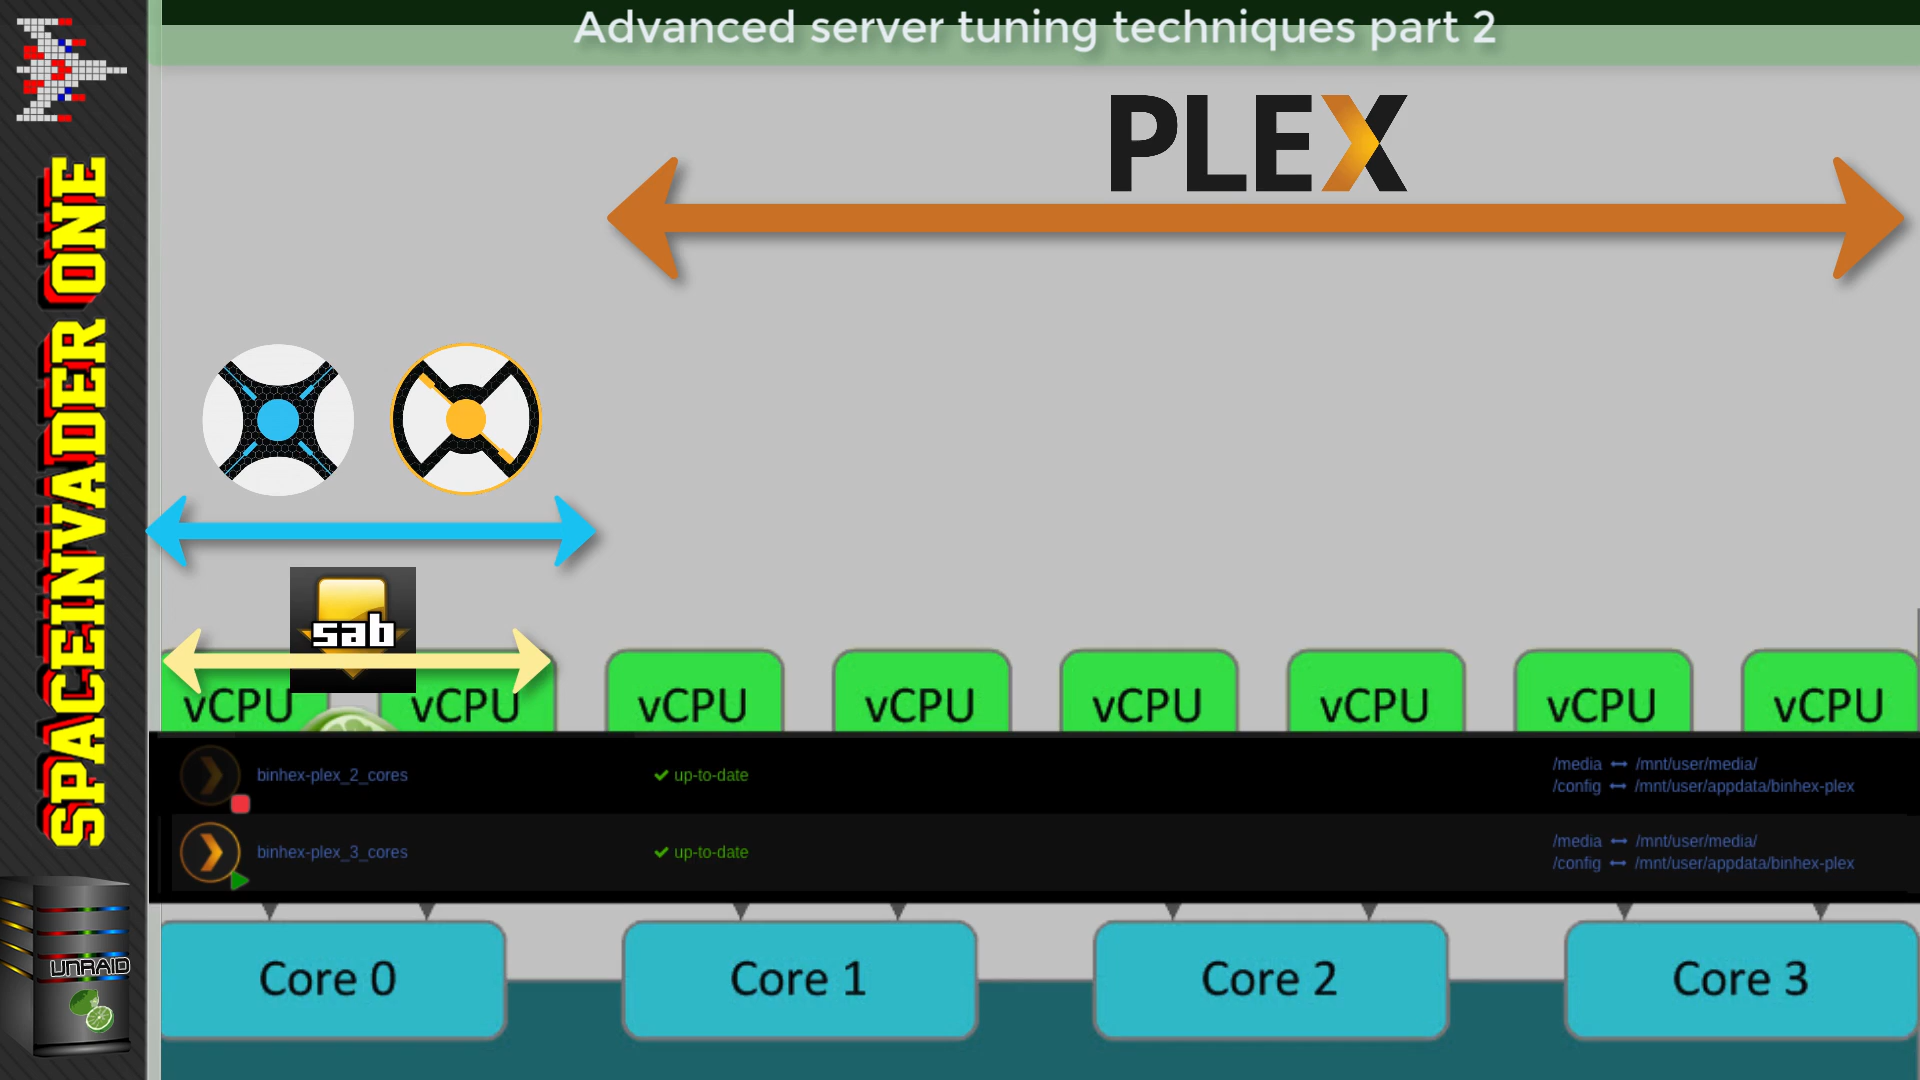 Advanced server tuning techniques part 2
SPACEINVADER ONE
PLEX
sab
vCPU vCPU vCPU vCPU vCPU vCPU vCPU vCPU
binhex-plex_2_cores up-to-date /media ↔ /mnt/user/media/
/config ↔ /mnt/user/appdata/binhex-plex
binhex-plex_3_cores up-to-date /media ↔ /mnt/user/media/
/config ↔ /mnt/user/appdata/binhex-plex
UNRAID
Core 0 Core 1 Core 2 Core 3